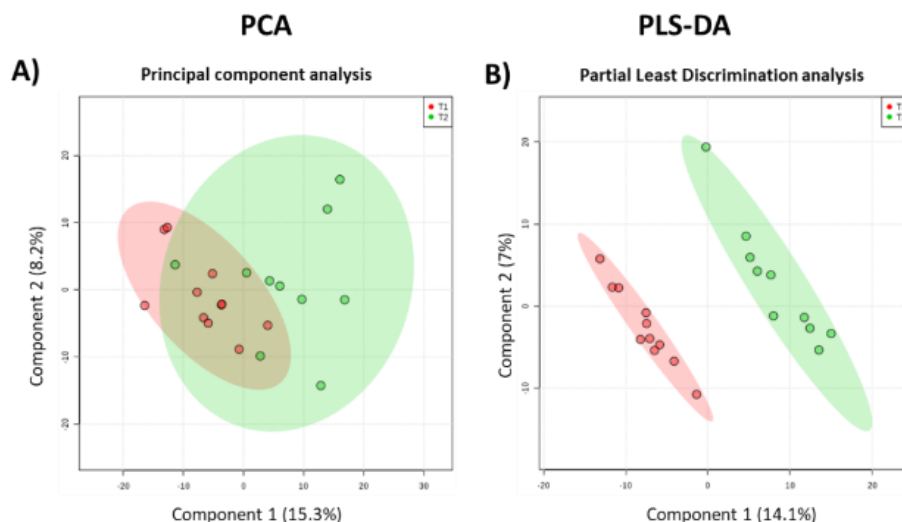 PCA
PLS-DA
A)
Principal component analysis
B)
Partial Least Discrimination analysis
T1
T2
20
10
0
-10
-20
Component 2 (8.2%)
-20
-10
0
10
20
30
Component 1 (15.3%)
20
10
0
-10
Component 2 (7%)
-20
-10
0
10
20
Component 1 (14.1%)